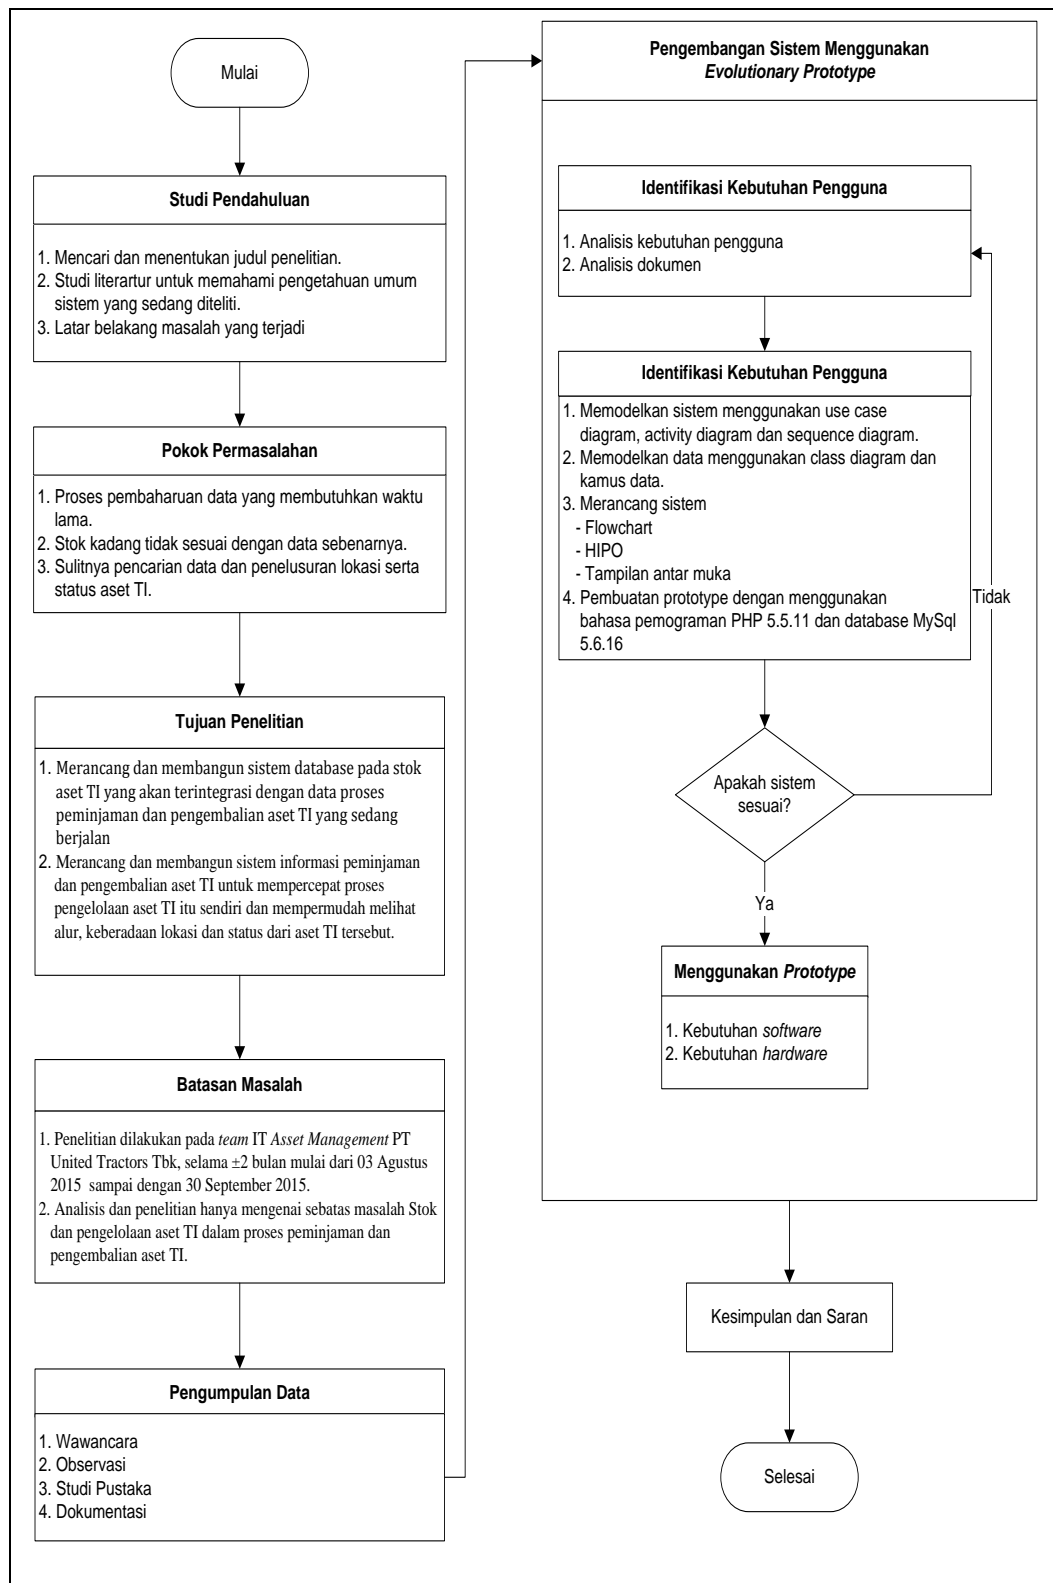 Mulai
Studi Pendahuluan
1. Mencari dan menentukan judul penelitian.
2. Studi literartur untuk memahami pengetahuan umum
sistem yang sedang diteliti.
3. Latar belakang masalah yang terjadi
Pokok Permasalahan
1. Proses pembaharuan data yang membutuhkan waktu
lama.
2. Stok kadang tidak sesuai dengan data sebenarnya.
3. Sulitnya pencarian data dan penelusuran lokasi serta
status aset TI.
Tujuan Penelitian
1. Merancang dan membangun sistem database pada stok
aset TI yang akan terintegrasi dengan data proses
peminjaman dan pengembalian aset TI yang sedang
berjalan
2. Merancang dan membangun sistem informasi peminjaman
dan pengembalian aset TI untuk mempercepat proses
pengelolaan aset TI itu sendiri dan mempermudah melihat
alur, keberadaan lokasi dan status dari aset TI tersebut.
Batasan Masalah
1. Penelitian dilakukan pada team IT Asset Management PT
United Tractors Tbk, selama ±2 bulan mulai dari 03 Agustus
2015 sampai dengan 30 September 2015.
2. Analisis dan penelitian hanya mengenai sebatas masalah Stok
dan pengelolaan aset TI dalam proses peminjaman dan
pengembalian aset TI.
Pengumpulan Data
1. Wawancara
2. Observasi
3. Studi Pustaka
4. Dokumentasi
Pengembangan Sistem Menggunakan
Evolutionary Prototype
Identifikasi Kebutuhan Pengguna
1. Analisis kebutuhan pengguna
2. Analisis dokumen
Identifikasi Kebutuhan Pengguna
1. Memodelkan sistem menggunakan use case
diagram, activity diagram dan sequence diagram.
2. Memodelkan data menggunakan class diagram dan
kamus data.
3. Merancang sistem
- Flowchart
- HIPO
- Tampilan antar muka
4. Pembuatan prototype dengan menggunakan
bahasa pemograman PHP 5.5.11 dan database MySql
5.6.16
Tidak
Apakah sistem
sesuai?
Ya
Menggunakan Prototype
1. Kebutuhan software
2. Kebutuhan hardware
Kesimpulan dan Saran
Selesai